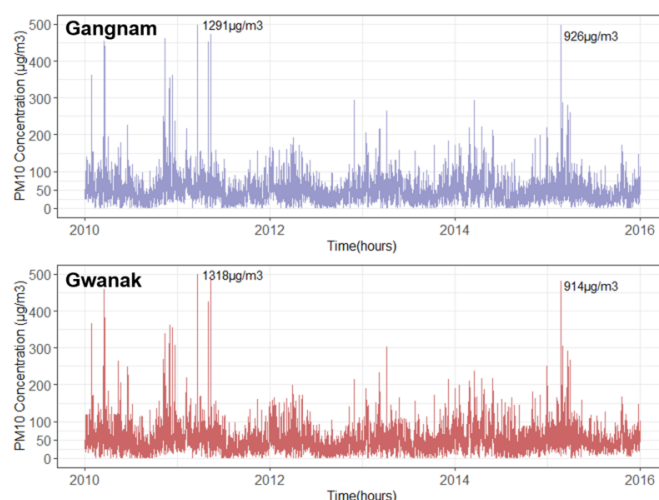 Gangnam
1291μg/m3
926μg/m3
PM10 Concentration (μg/m3)
500
400
300
200
100
50
0
2010
2012
2014
2016
Time(hours)
Gwanak
1318μg/m3
914μg/m3
PM10 Concentration (μg/m3)
500
400
300
200
100
50
0
2010
2012
2014
2016
Time(hours)